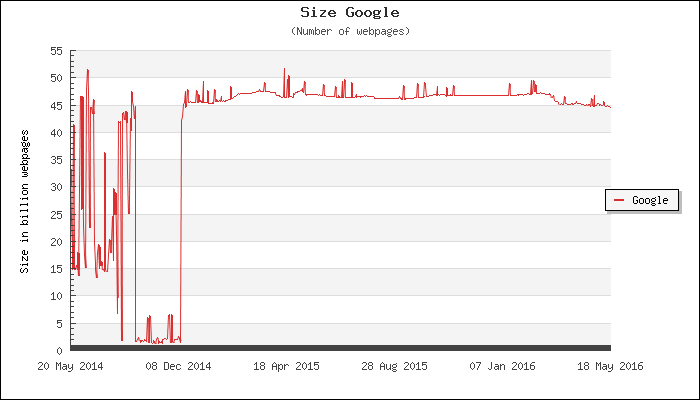 Size Google
(Number of webpages)
55
50
45
40
35
30
25
20
15
10
5
0
Size in billion webpages
Google
20 May 2014 08 Dec 2014 18 Apr 2015 28 Aug 2015 07 Jan 2016 18 May 2016